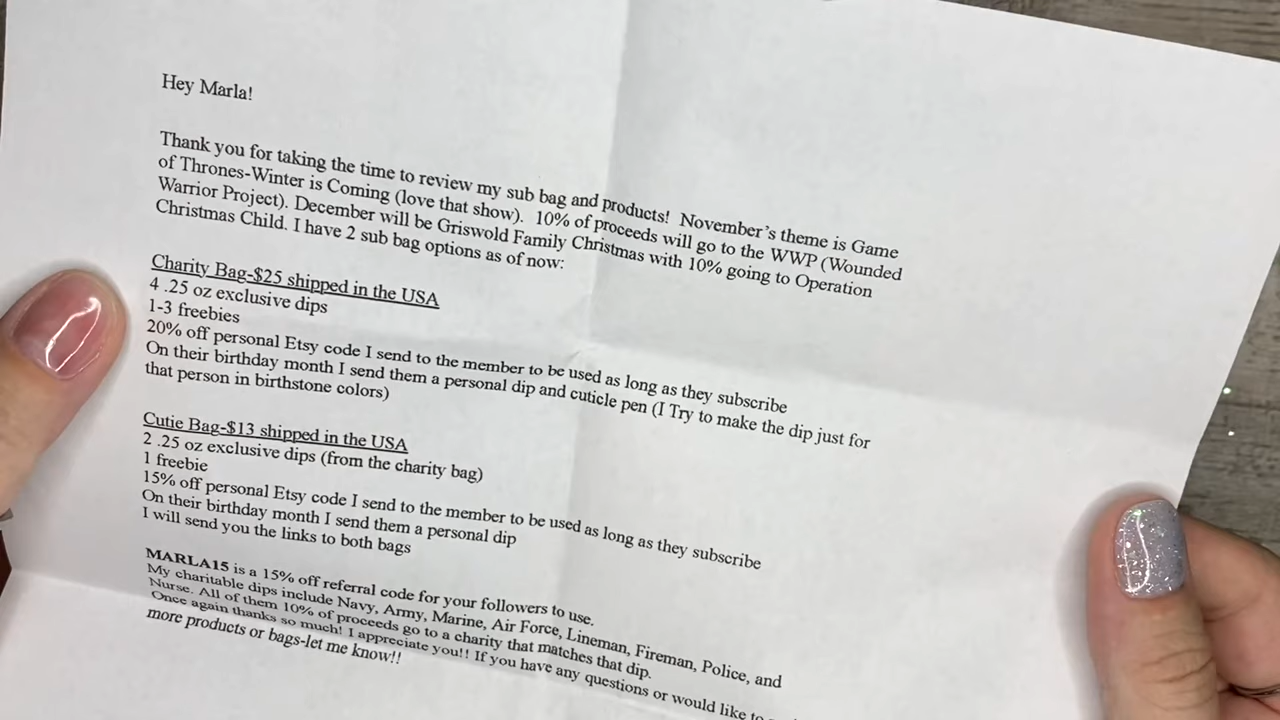 Hey Marla!
Thank you for taking the time to review my sub bag and products! November's theme is Game
of Thrones-Winter is Coming (love that show). 10% of proceeds will go to the WWP (Wounded
Warrior Project). December will be Griswold Family Christmas with 10% going to Operation
Christmas Child. I have 2 sub bag options as of now:
Charity Bag-$25 shipped in the USA
4 .25 oz exclusive dips
1-3 freebies
20% off personal Etsy code I send to the member to be used as long as they subscribe
On their birthday month I send them a personal dip and cuticle pen (I Try to make the dip just for
that person in birthstone colors)
Cutie Bag-$13 shipped in the USA
2 .25 oz exclusive dips (from the charity bag)
1 freebie
15% off personal Etsy code I send to the member to be used as long as they subscribe
On their birthday month I send them a personal dip
I will send you the links to both bags
MARLA15 is a 15% off referral code for your followers to use.
My charitable dips include Navy, Army, Marine, Air Force, Lineman, Fireman, Police, and
Nurse. All of them 10% of proceeds go to a charity that matches that dip.
Once again thanks so much! I appreciate you!! If you have any questions or would like to
more products or bags-let me know!!